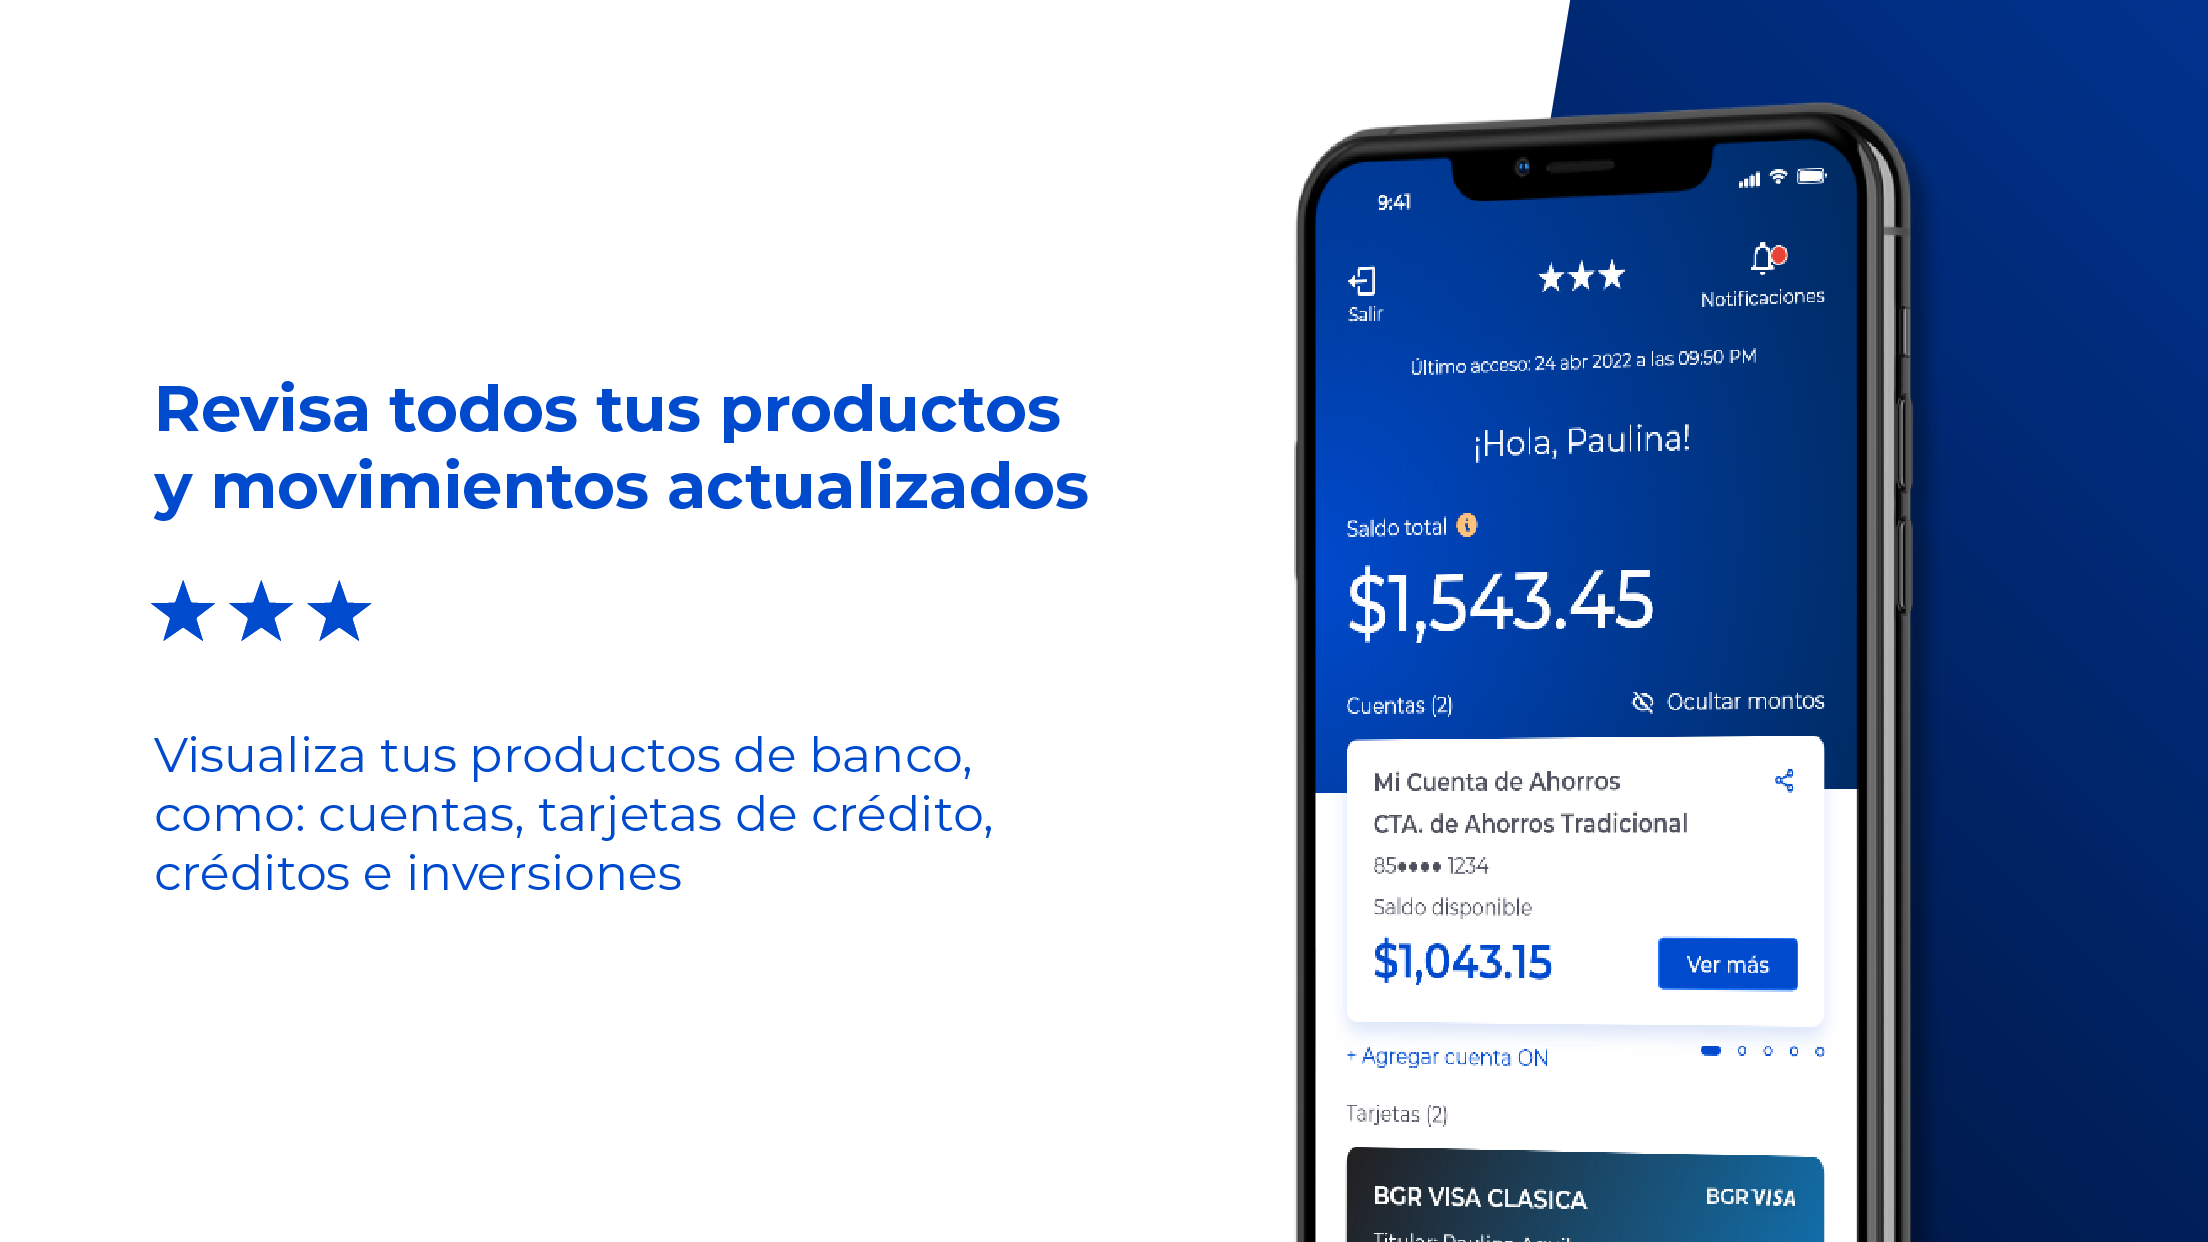 Revisa todos tus productos
y movimientos actualizados
Visualiza tus productos de banco,
como: cuentas, tarjetas de crédito,
créditos e inversiones
9:41
Salir
Notificaciones
Último acceso: 24 abr 2022 a las 09:50 PM
¡Hola, Paulina!
Saldo total
$1,543.45
Cuentas (2)
Ocultar montos
Mi Cuenta de Ahorros
CTA. de Ahorros Tradicional
85•••• 1234
Saldo disponible
$1,043.15
Ver más
+ Agregar cuenta ON
Tarjetas (2)
BGR VISA CLASICA
BGR VISA
Titular: Paulina